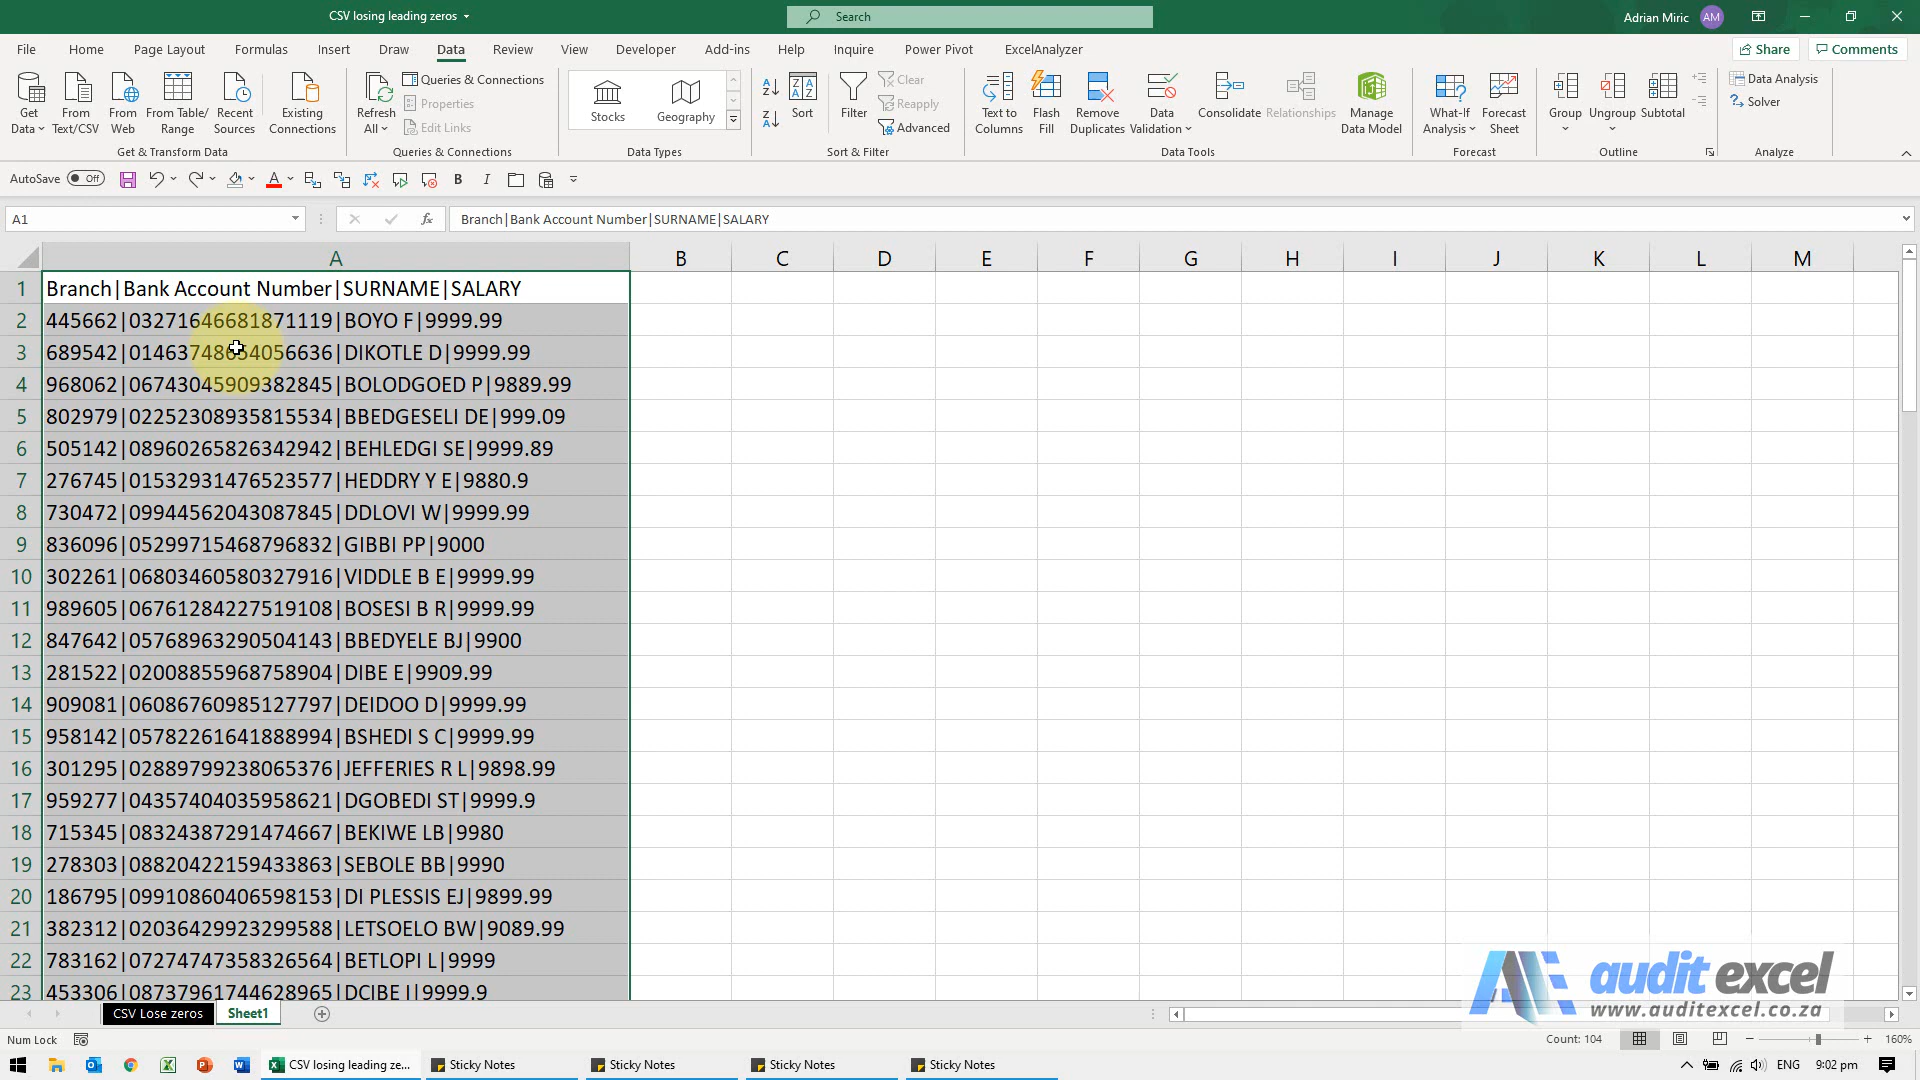 CSV losing leading zeros
Search
Adrian Miric
AM
File Home Page Layout Formulas Insert Draw Data Review View Developer Add-ins Help Inquire Power Pivot ExcelAnalyzer
Share
Comments
Get Data
From Text/CSV
From Web
From Table/ Range
Recent Sources
Existing Connections
Get & Transform Data
Refresh All
Queries & Connections
Properties
Edit Links
Queries & Connections
Stocks
Geography
Data Types
Sort
Filter
Clear
Reapply
Advanced
Sort & Filter
Text to Columns
Flash Fill
Remove Duplicates
Data Validation
Consolidate
Relationships
Manage Data Model
Data Tools
What-If Analysis
Forecast Sheet
Forecast
Group
Ungroup
Subtotal
Outline
Data Analysis
Solver
Analyze
AutoSave Off
A1
fx
Branch|Bank Account Number|SURNAME|SALARY
A B C D E F G H I J K L M
1 Branch|Bank Account Number|SURNAME|SALARY
2 445662|03271646681871119|BOYO F|9999.99
3 689542|01463748654056636|DIKOTLE D|9999.99
4 968062|06743045909382845|BOLODGOED P|9889.99
5 802979|02252308935815534|BBEDGESELI DE|999.09
6 505142|08960265826342942|BEHLEDGI SE|9999.89
7 276745|01532931476523577|HEDDRY Y E|9880.9
8 730472|09944562043087845|DDLOVI W|9999.99
9 836096|05299715468796832|GIBBI PP|9000
10 302261|06803460580327916|VIDDLE B E|9999.99
11 989605|06761284227519108|BOSESI B R|9999.99
12 847642|05768963290504143|BBEDYELE BJ|9900
13 281522|02008855968758904|DIBE E|9909.99
14 909081|06086760985127797|DEIDOO D|9999.99
15 958142|05782261641888994|BSHEDI S C|9999.99
16 301295|02889799238065376|JEFFERIES R L|9898.99
17 959277|04357404035958621|DGOBEDI ST|9999.9
18 715345|08324387291474667|BEKIWE LB|9980
19 278303|08820422159433863|SEBOLE BB|9990
20 186795|09910860406598153|DI PLESSIS EJ|9899.99
21 382312|02036429923299588|LETSOELO BW|9089.99
22 783162|07274747358326564|BETLOPI L|9999
23 453306|08737961744628965|DCIBE I|9999.9
audit excel
www.auditexcel.co.za
CSV Lose zeros
Sheet1
Num Lock
Count: 104
160%
CSV losing leading ze...
Sticky Notes
Sticky Notes
Sticky Notes
Sticky Notes
ENG
9:02 pm